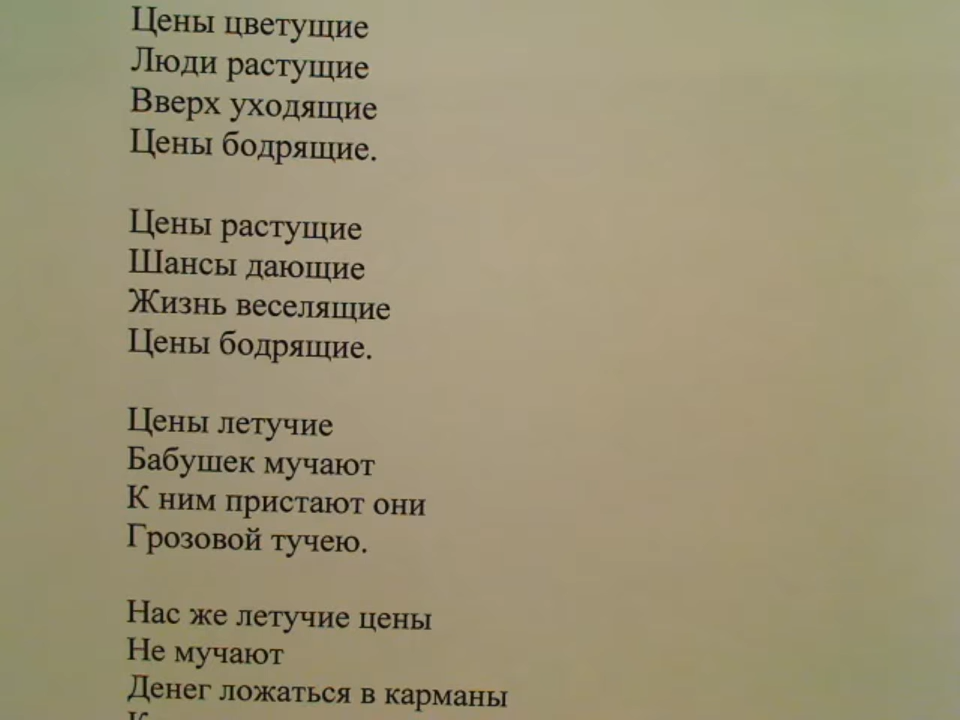 Цены цветущие
Люди растущие
Вверх уходящие
Цены бодрящие.

Цены растущие
Шансы дающие
Жизнь веселящие
Цены бодрящие.

Цены летучие
Бабушек мучают
К ним пристают они
Грозовой тучею.

Нас же летучие цены
Не мучают
Денег ложаться в карманы